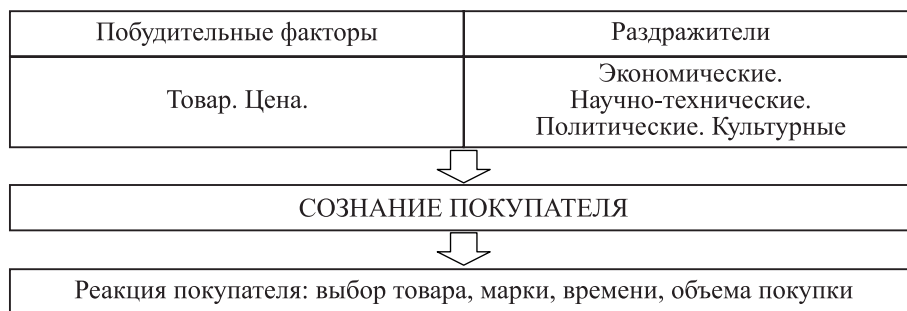 Побудительные факторы
Раздражители
Товар. Цена.
Экономические.
Научно-технические.
Политические. Культурные
СОЗНАНИЕ ПОКУПАТЕЛЯ
Реакция покупателя: выбор товара, марки, времени, объема покупки